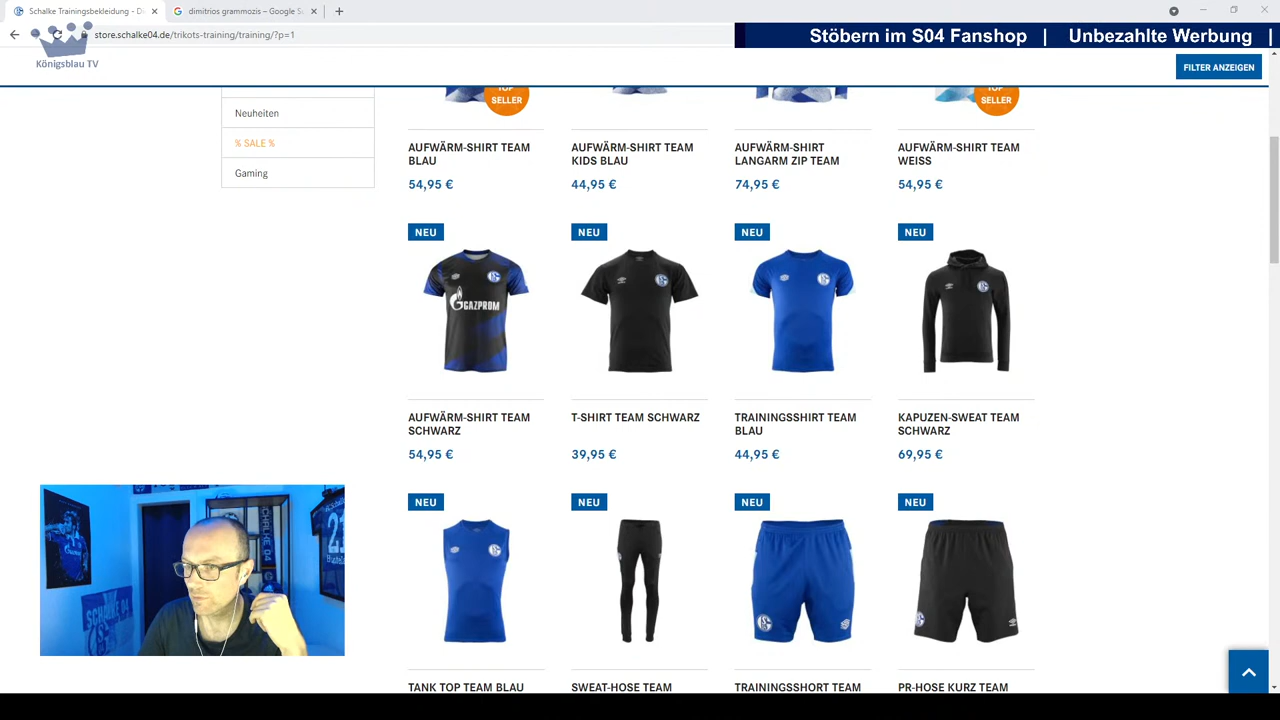 Schalke Trainingsbekleidung – Di
dimitrios grammozis – Google Su
store.schalke04.de/trikots-training/training/?p=1
Stöbern im S04 Fanshop | Unbezahlte Werbung |
Königsblau TV
FILTER ANZEIGEN
Neuheiten
% SALE %
Gaming
TOP
SELLER
TOP
SELLER
AUFWÄRM-SHIRT TEAM
BLAU
54,95 €
AUFWÄRM-SHIRT TEAM
KIDS BLAU
44,95 €
AUFWÄRM-SHIRT
LANGARM ZIP TEAM
74,95 €
AUFWÄRM-SHIRT TEAM
WEISS
54,95 €
NEU
NEU
NEU
NEU
GAZPROM
AUFWÄRM-SHIRT TEAM
SCHWARZ
54,95 €
T-SHIRT TEAM SCHWARZ
39,95 €
TRAININGSSHIRT TEAM
BLAU
44,95 €
KAPUZEN-SWEAT TEAM
SCHWARZ
69,95 €
NEU
NEU
NEU
NEU
TANK TOP TEAM BLAU
SWEAT-HOSE TEAM
TRAININGSSHORT TEAM
PR-HOSE KURZ TEAM
SCHALKE 04